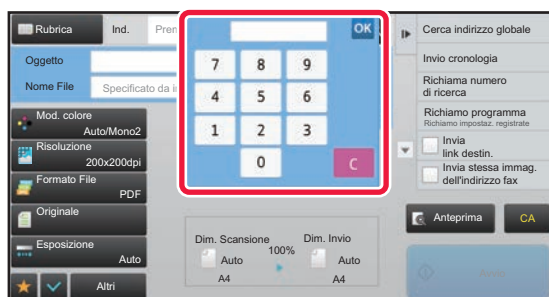 Rubrica
Ind.
OK
Cerca indirizzo globale
Oggetto
Invio cronologia
Nome File
Specificato da
Richiama numero
di ricerca
7 8 9
4 5 6
1 2 3
0 C
Richiamo programma
Richiamo impostaz. registrate
Invia
link destin.
Invia stessa immag.
dell'indirizzo fax
Mod. colore
Auto/Mono2
Risoluzione
200x200dpi
Formato File
PDF
Originale
Esposizione
Auto
Altri
Dim. Scansione
100%
Dim. Invio
Auto
A4
Auto
A4
Anteprima
CA